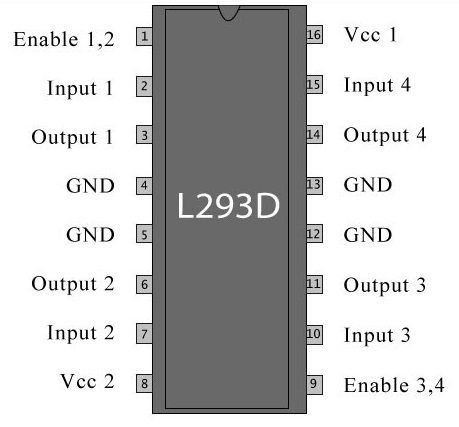 Enable 1,2 1 16 Vcc 1
Input 1 2 15 Input 4
Output 1 3 14 Output 4
GND 4 13 GND
L293D
GND 5 12 GND
Output 2 6 11 Output 3
Input 2 7 10 Input 3
Vcc 2 8 9 Enable 3,4